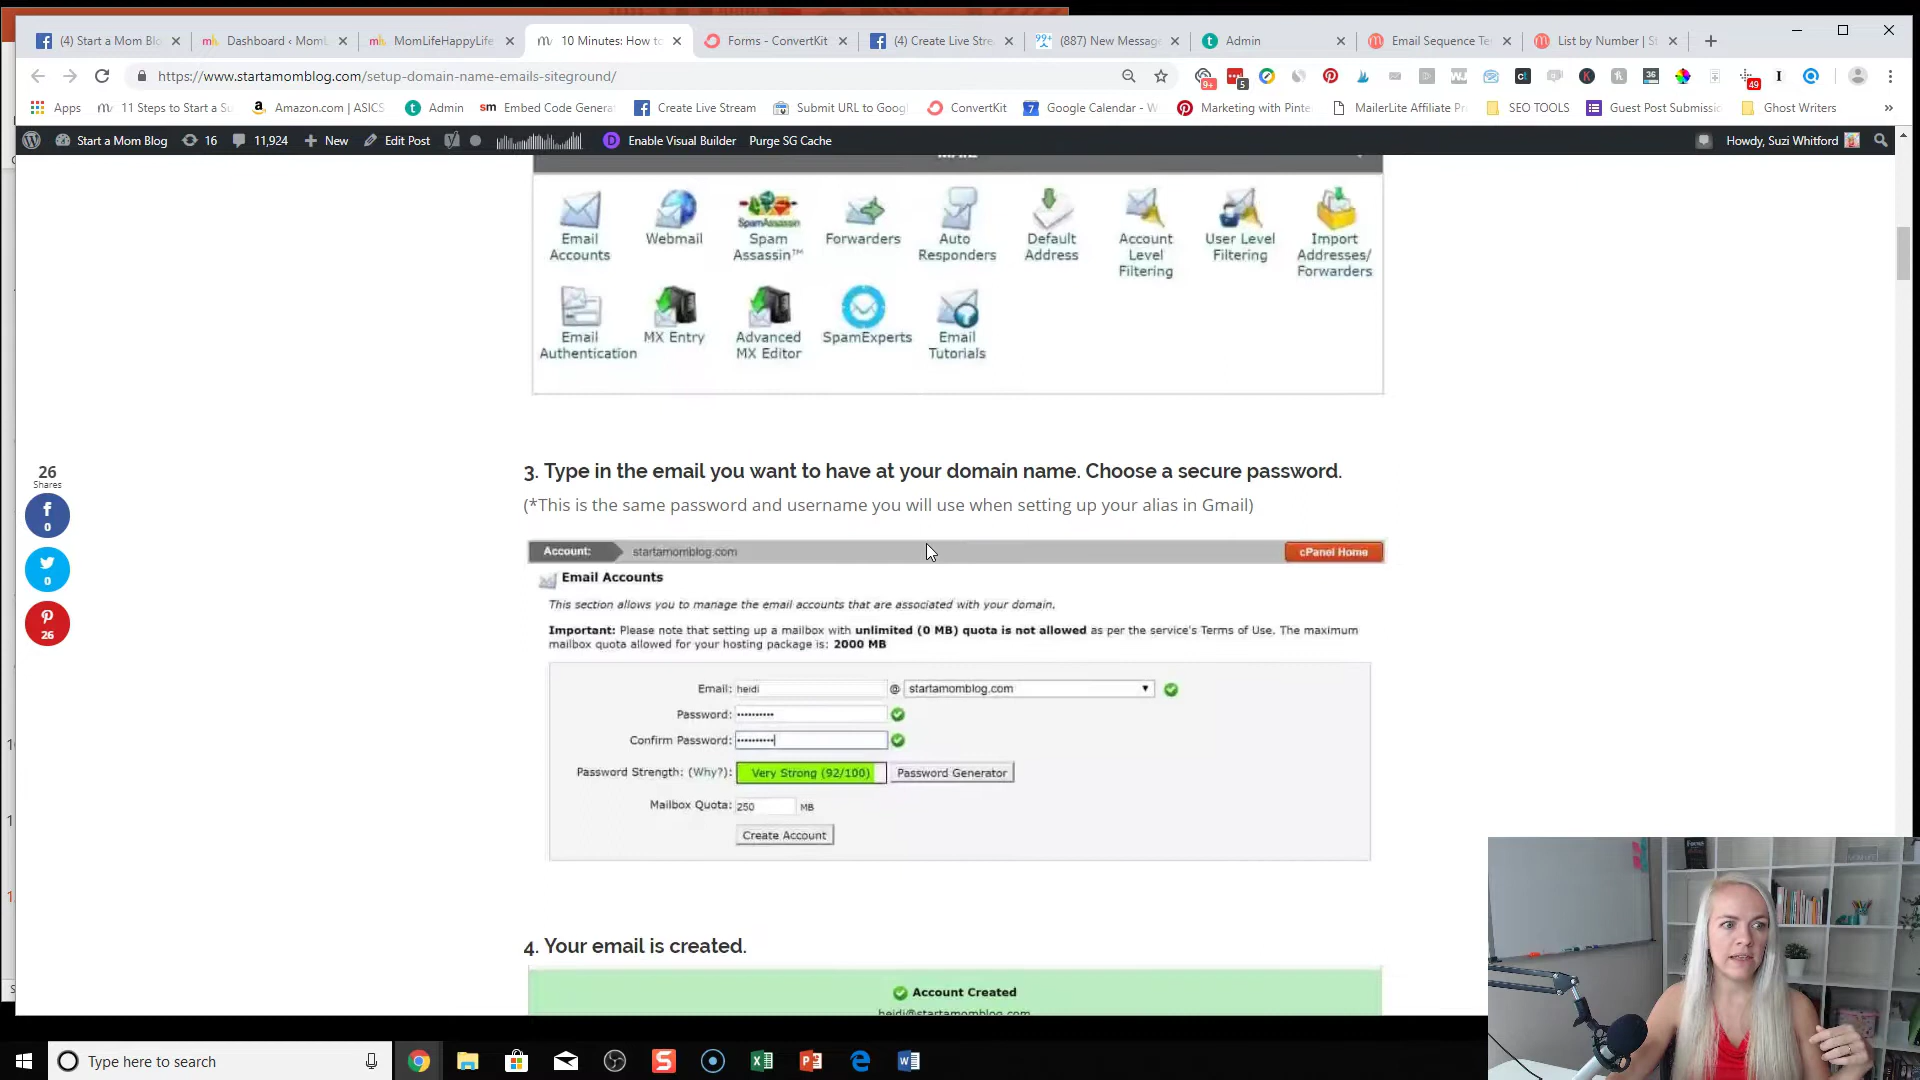 (4) Start a Mom Blo
Dashboard ‹ MomL
MomLifeHappyLife
10 Minutes: How to
Forms - ConvertKit
(4) Create Live Stre
(887) New Messag
Admin
Email Sequence Te
List by Number | St
https://www.startamomblog.com/setup-domain-name-emails-siteground/
9+
5
36
49
Apps
11 Steps to Start a Su
Amazon.com | ASICS
Admin
Embed Code Genera
Create Live Stream
Submit URL to Googl
ConvertKit
Google Calendar - W
Marketing with Pinte
MailerLite Affiliate Pr
SEO TOOLS
Guest Post Submissio
Ghost Writers
»
Start a Mom Blog
16
11,924
New
Edit Post
Enable Visual Builder
Purge SG Cache
Howdy, Suzi Whitford
Email Accounts
Webmail
Spam Assassin™
Forwarders
Auto Responders
Default Address
Account Level Filtering
User Level Filtering
Import Addresses/ Forwarders
Email Authentication
MX Entry
Advanced MX Editor
SpamExperts
Email Tutorials
26
Shares
0
0
26
3. Type in the email you want to have at your domain name. Choose a secure password.
(*This is the same password and username you will use when setting up your alias in Gmail)
Account: startamomblog.com
cPanel Home
Email Accounts
This section allows you to manage the email accounts that are associated with your domain.
Important: Please note that setting up a mailbox with unlimited (0 MB) quota is not allowed as per the service's Terms of Use. The maximum
mailbox quota allowed for your hosting package is: 2000 MB
Email: heidi @ startamomblog.com
Password: ••••••••••
Confirm Password: ••••••••••
Password Strength: (Why?): Very Strong (92/100) Password Generator
Mailbox Quota: 250 MB
Create Account
4. Your email is created.
Account Created
heidi@startamomblog.com
Type here to search